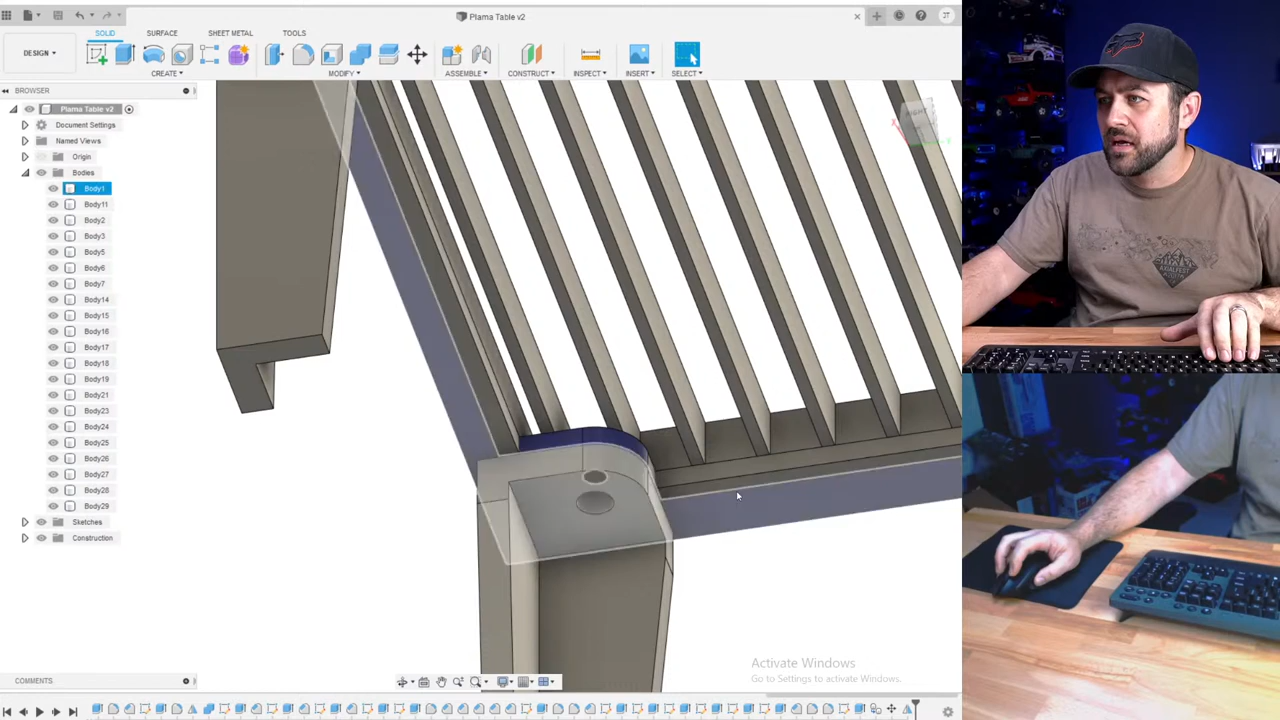 Plama Table v2
JT
DESIGN
SOLID
SURFACE
SHEET METAL
TOOLS
CREATE
MODIFY
ASSEMBLE
CONSTRUCT
INSPECT
INSERT
SELECT
BROWSER
Plama Table v2
Document Settings
Named Views
Origin
Bodies
Body1
Body11
Body2
Body3
Body5
Body6
Body7
Body14
Body15
Body16
Body17
Body18
Body19
Body21
Body23
Body24
Body25
Body26
Body27
Body28
Body29
Sketches
Construction
RIGHT
X
COMMENTS
Activate Windows
Go to Settings to activate Windows.
AXIALFEST